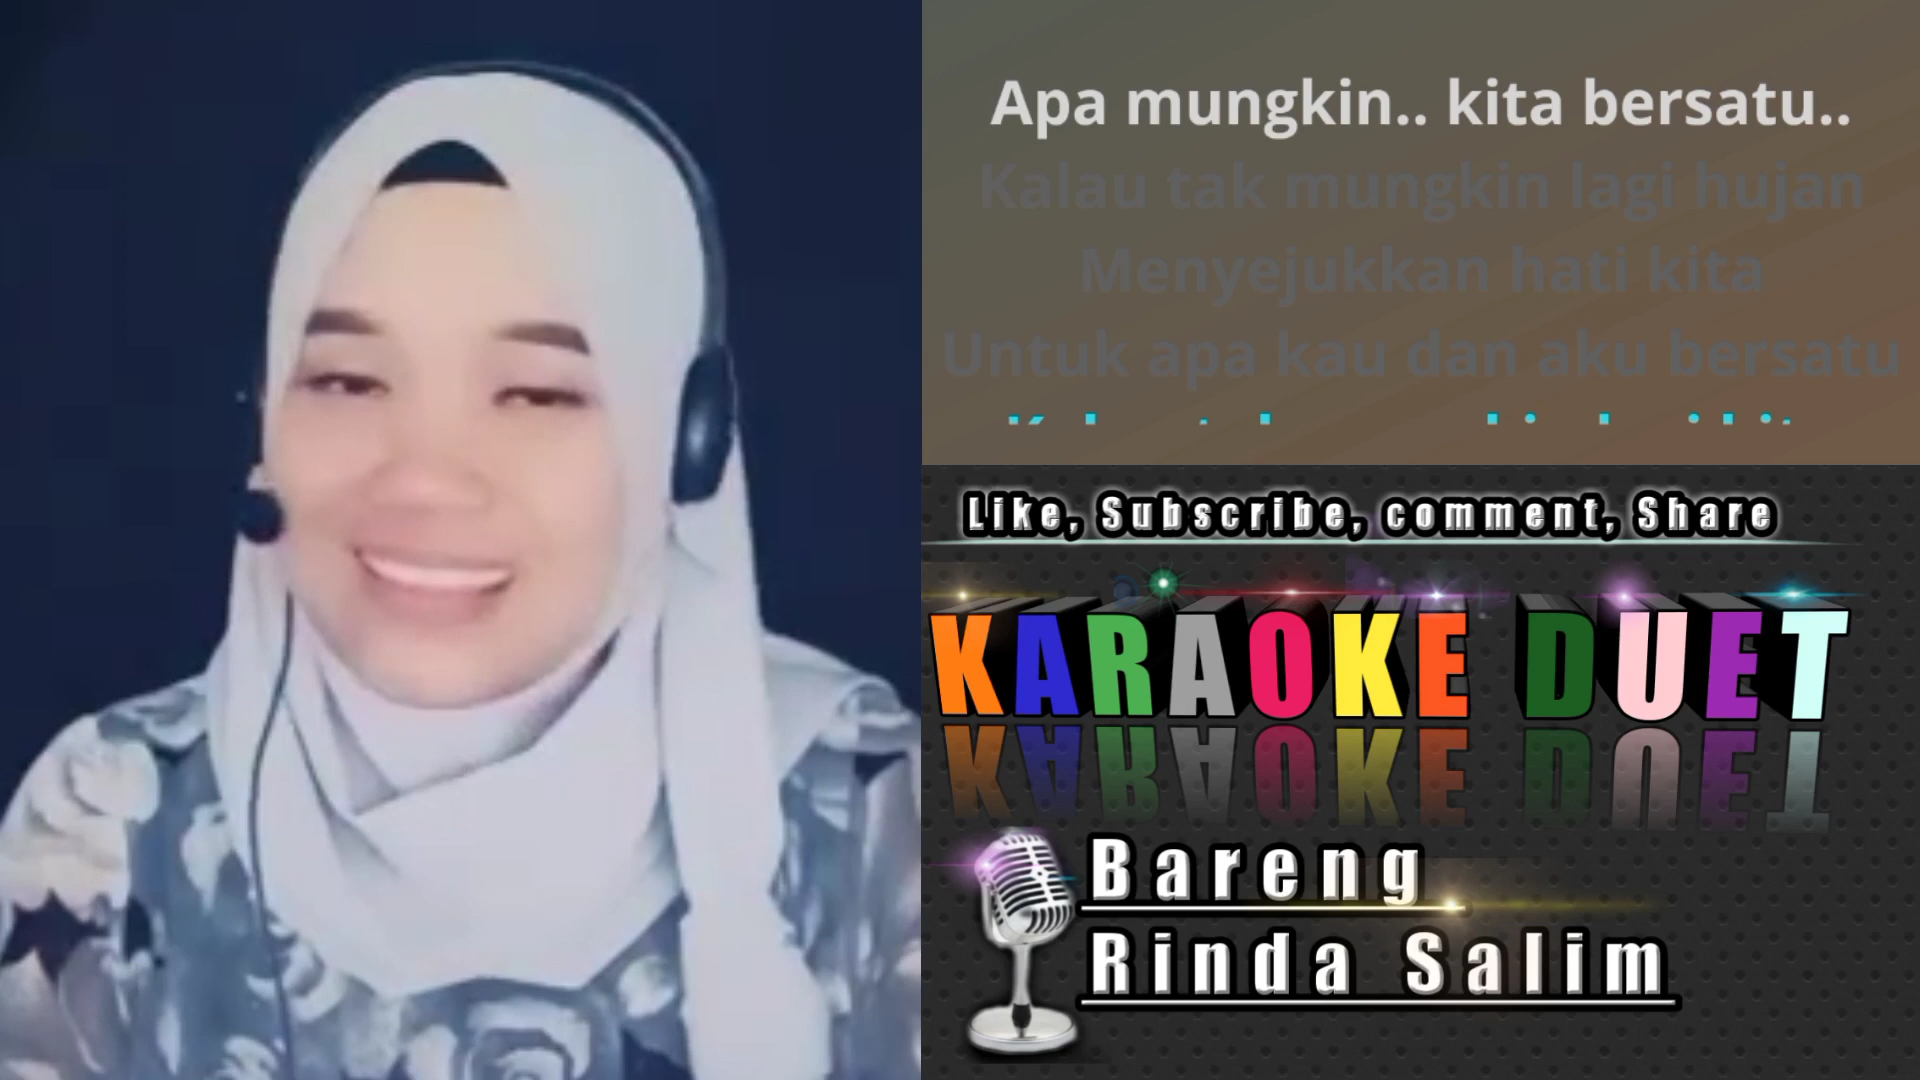 Apa mungkin.. kita bersatu..
Kalau tak mungkin lagi hujan
Menyejukkan hati kita
Untuk apa kau dan aku bersatu
Like, Subscribe, comment, Share
KARAOKE DUET
Bareng
Rinda Salim